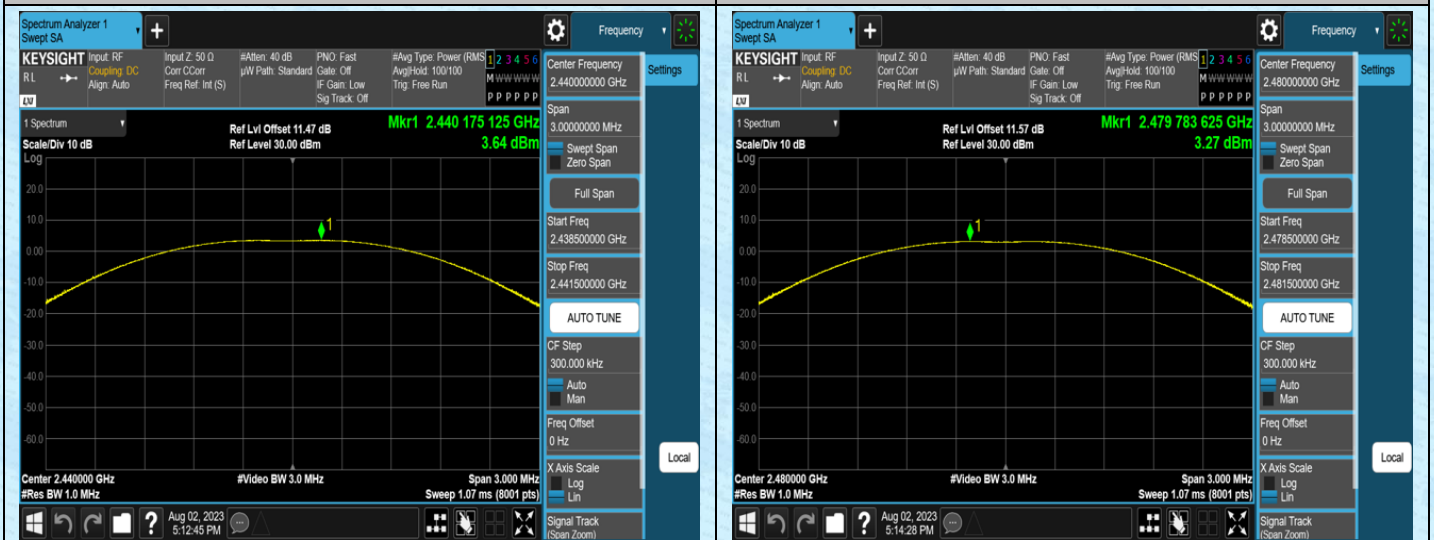 Spectrum Analyzer 1
Swept SA
Frequency
KEYSIGHT
RL
Input: RF
Coupling: DC
Align: Auto
Input Z: 50 Ω
Corr CCorr
Freq Ref: Int (S)
#Atten: 40 dB
µW Path: Standard
PNO: Fast
Gate: Off
IF Gain: Low
Sig Track: Off
#Avg Type: Power (RMS
Avg|Hold: 100/100
Trig: Free Run
1 2 3 4 5 6
M W W W W W
P P P P P P
1 Spectrum
Scale/Div 10 dB
Log
Ref Lvl Offset 11.47 dB
Ref Level 30.00 dBm
Mkr1 2.440 175 125 GHz
3.64 dBm
20.0
10.0
0.00
-10.0
-20.0
-30.0
-40.0
-50.0
-60.0
1
Center 2.440000 GHz
#Res BW 1.0 MHz
#Video BW 3.0 MHz
Span 3.000 MHz
Sweep 1.07 ms (8001 pts)
Center Frequency
2.440000000 GHz
Settings
Span
3.00000000 MHz
Swept Span
Zero Span
Full Span
Start Freq
2.438500000 GHz
Stop Freq
2.441500000 GHz
AUTO TUNE
CF Step
300.000 kHz
Auto
Man
Freq Offset
0 Hz
X Axis Scale
Log
Lin
Local
Signal Track
(Span Zoom)
?
Aug 02, 2023
5:12:45 PM
Spectrum Analyzer 1
Swept SA
Frequency
KEYSIGHT
RL
Input: RF
Coupling: DC
Align: Auto
Input Z: 50 Ω
Corr CCorr
Freq Ref: Int (S)
#Atten: 40 dB
µW Path: Standard
PNO: Fast
Gate: Off
IF Gain: Low
Sig Track: Off
#Avg Type: Power (RMS
Avg|Hold: 100/100
Trig: Free Run
1 2 3 4 5 6
M W W W W W
P P P P P P
1 Spectrum
Scale/Div 10 dB
Log
Ref Lvl Offset 11.57 dB
Ref Level 30.00 dBm
Mkr1 2.479 783 625 GHz
3.27 dBm
20.0
10.0
0.00
-10.0
-20.0
-30.0
-40.0
-50.0
-60.0
1
Center 2.480000 GHz
#Res BW 1.0 MHz
#Video BW 3.0 MHz
Span 3.000 MHz
Sweep 1.07 ms (8001 pts)
Center Frequency
2.480000000 GHz
Settings
Span
3.00000000 MHz
Swept Span
Zero Span
Full Span
Start Freq
2.478500000 GHz
Stop Freq
2.481500000 GHz
AUTO TUNE
CF Step
300.000 kHz
Auto
Man
Freq Offset
0 Hz
X Axis Scale
Log
Lin
Local
Signal Track
(Span Zoom)
?
Aug 02, 2023
5:14:28 PM